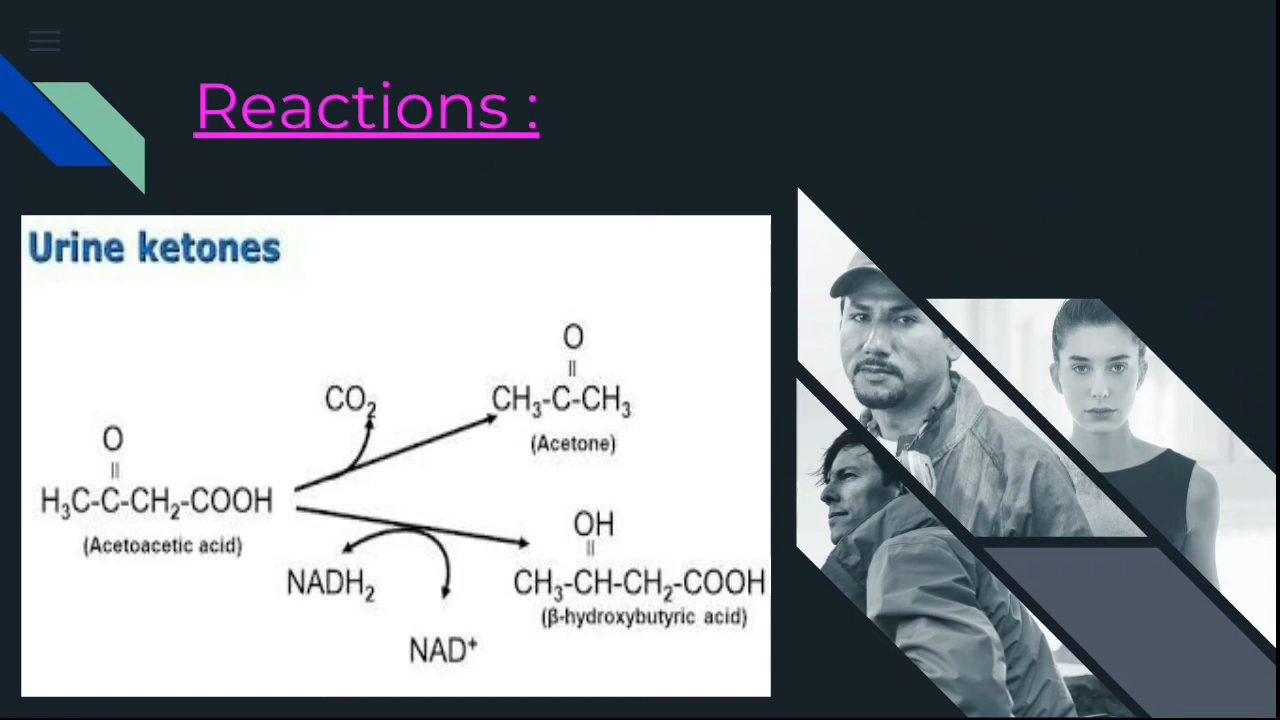 Reactions :
Urine ketones
O
||
CH₃-C-CH₃
(Acetone)
CO₂
O
||
H₃C-C-CH₂-COOH
(Acetoacetic acid)
NADH₂
NAD⁺
OH
||
CH₃-CH-CH₂-COOH
(β-hydroxybutyric acid)